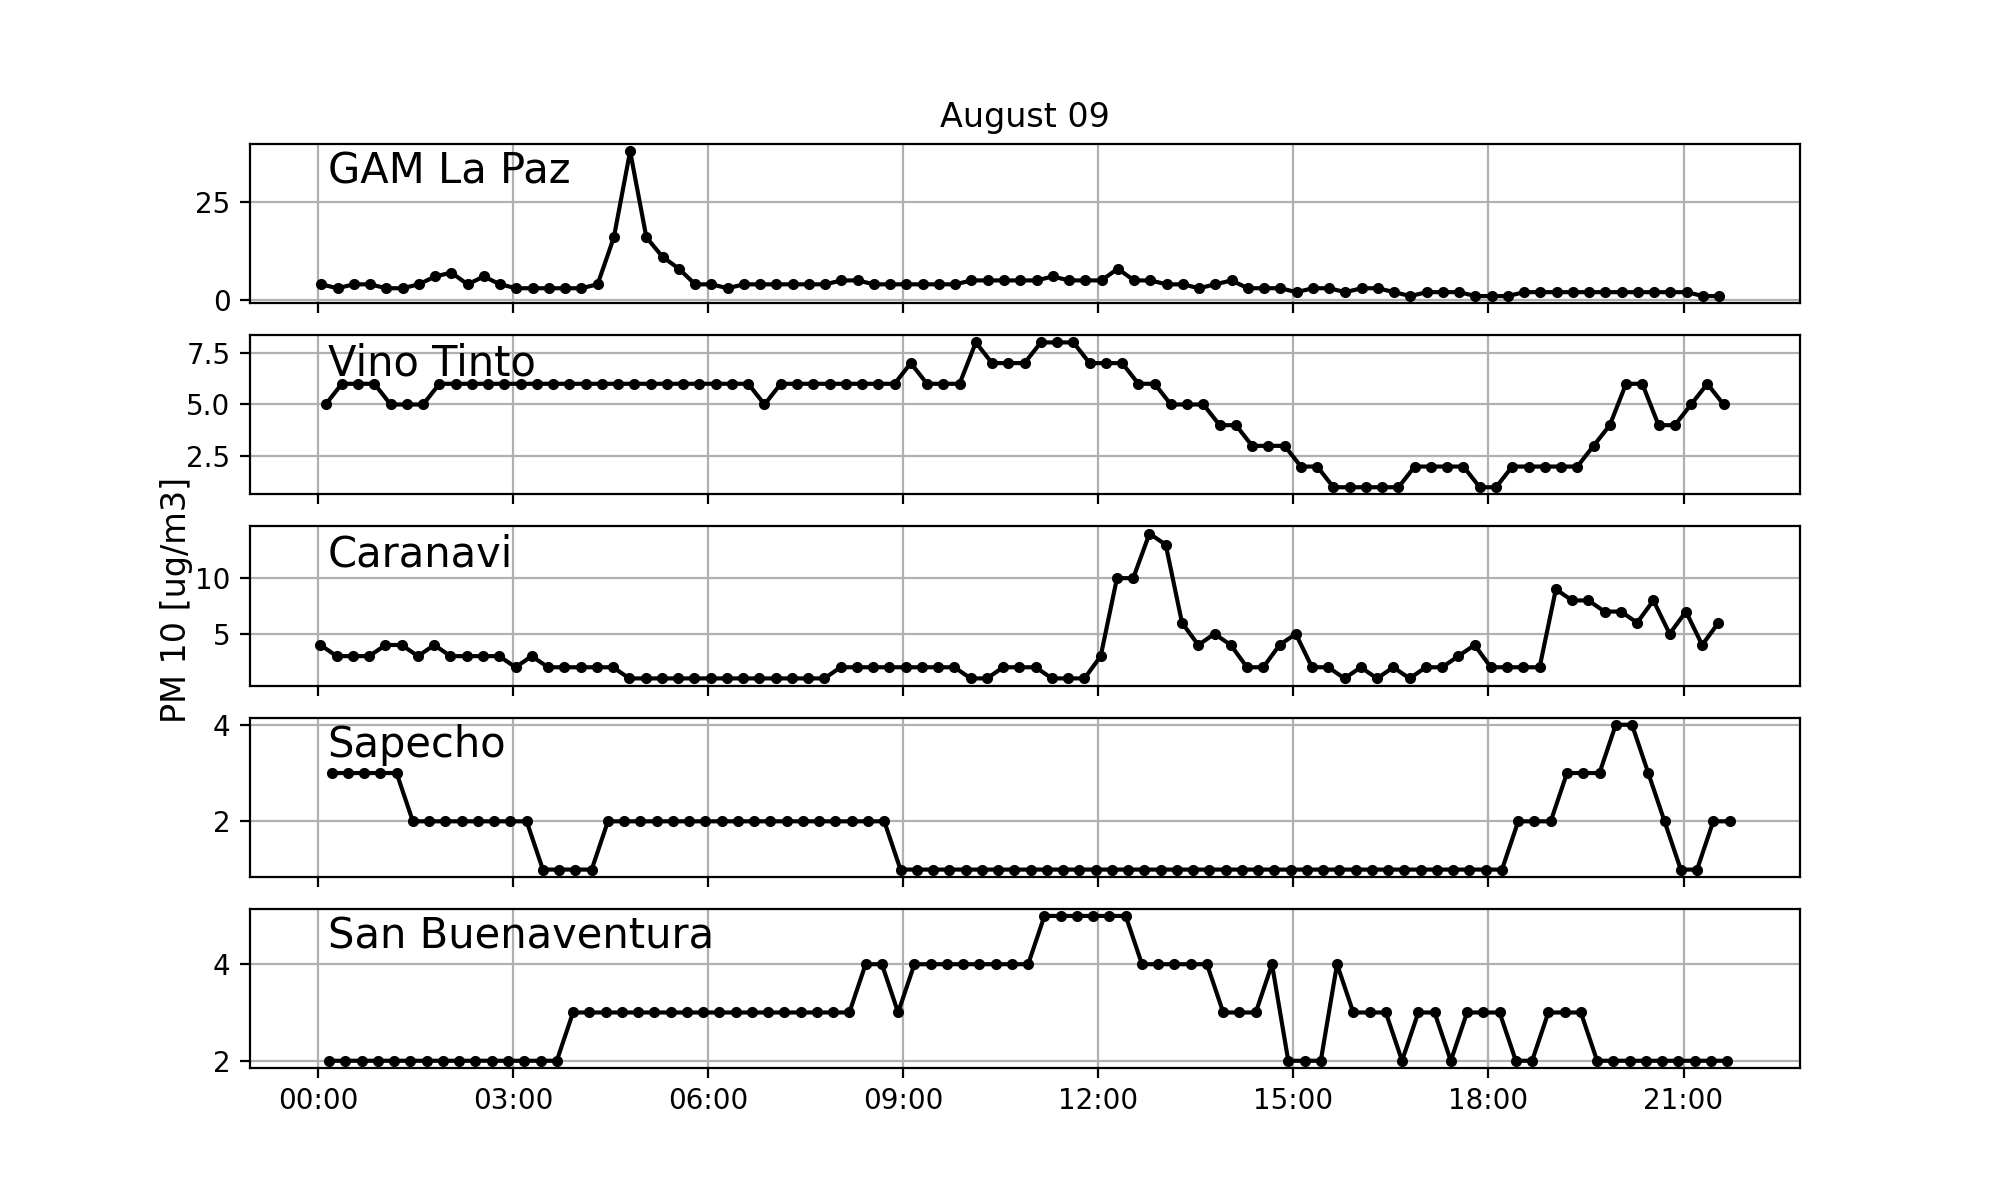 August 09
GAM La Paz
25
0
Vino Tinto
7.5
5.0
2.5
PM 10 [ug/m3]
Caranavi
10
5
Sapecho
4
2
San Buenaventura
4
2
00:00 03:00 06:00 09:00 12:00 15:00 18:00 21:00